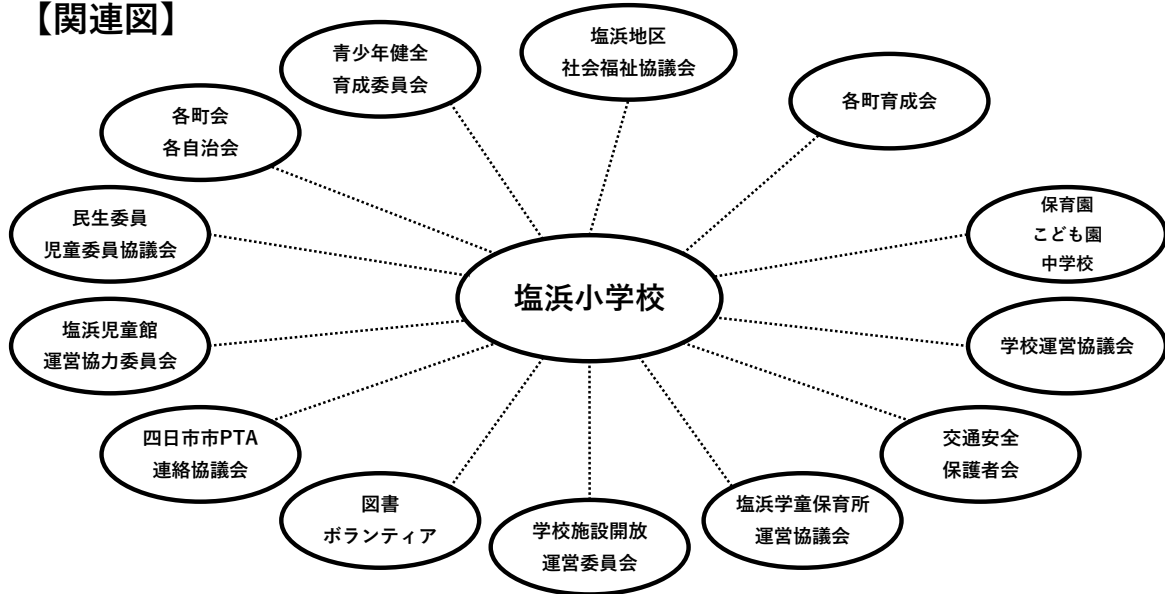 【関連図】
青少年健全
育成委員会
塩浜地区
社会福祉協議会
各町育成会
各町会
各自治会
民生委員
児童委員協議会
保育園
こども園
中学校
塩浜小学校
塩浜児童館
運営協力委員会
学校運営協議会
四日市市PTA
連絡協議会
交通安全
保護者会
図書
ボランティア
学校施設開放
運営委員会
塩浜学童保育所
運営協議会